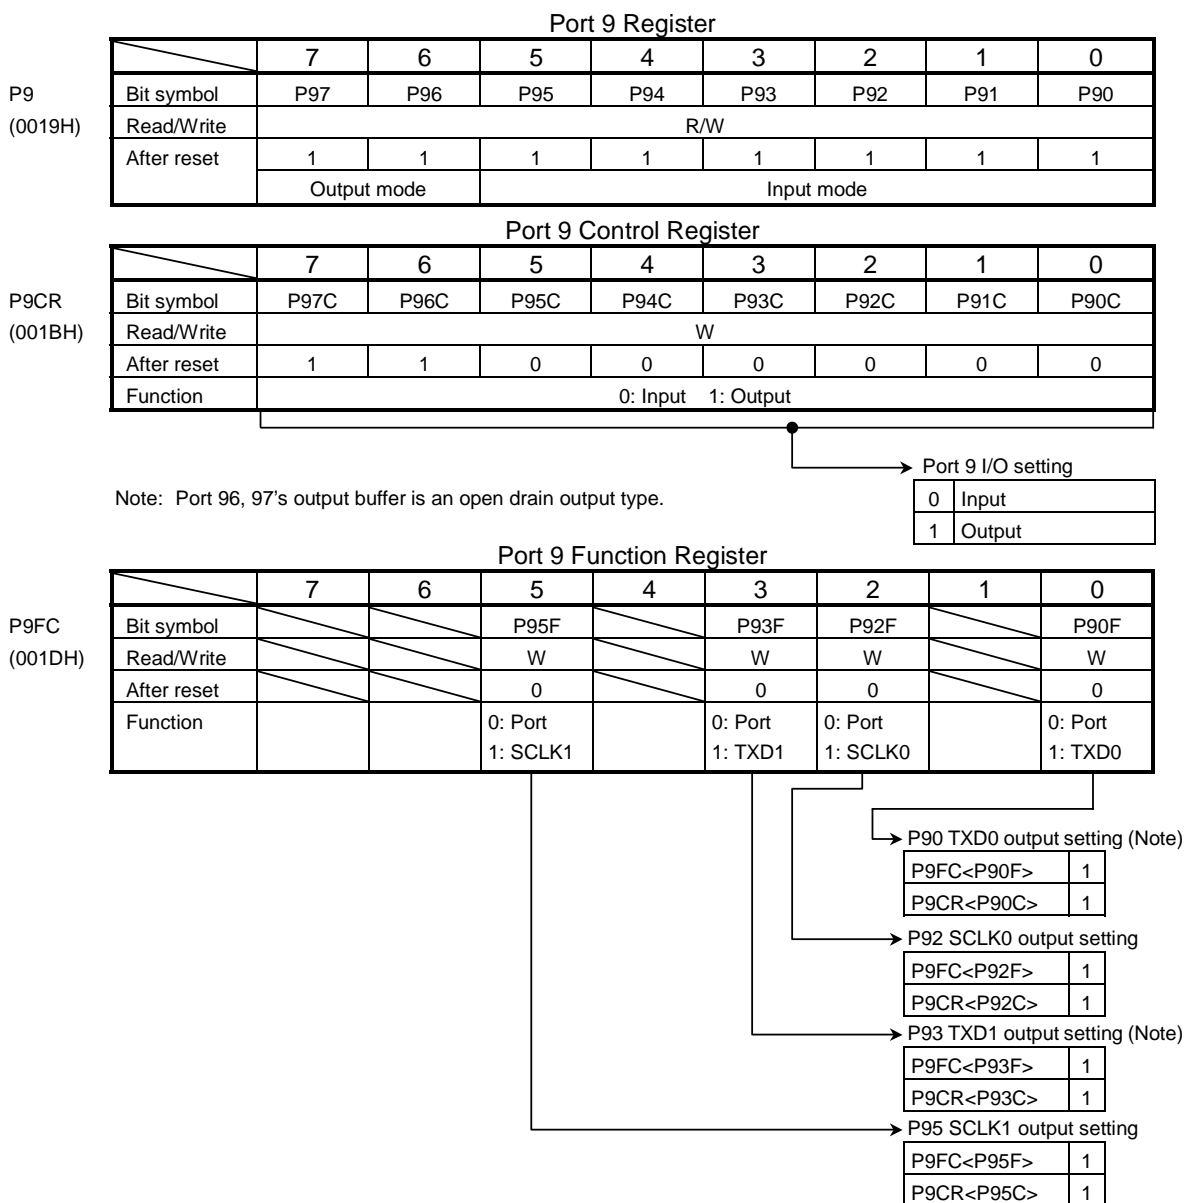 Port 9 Register
7 6 5 4 3 2 1 0
P9 Bit symbol P97 P96 P95 P94 P93 P92 P91 P90
(0019H) Read/Write R/W
After reset 1 1 1 1 1 1 1 1
Output mode Input mode
Port 9 Control Register
7 6 5 4 3 2 1 0
P9CR Bit symbol P97C P96C P95C P94C P93C P92C P91C P90C
(001BH) Read/Write W
After reset 1 1 0 0 0 0 0 0
Function 0: Input 1: Output
Port 9 I/O setting
0 Input
1 Output
Note: Port 96, 97's output buffer is an open drain output type.
Port 9 Function Register
7 6 5 4 3 2 1 0
P9FC Bit symbol P95F P93F P92F P90F
(001DH) Read/Write W W W W
After reset 0 0 0 0
Function 0: Port 0: Port 0: Port 0: Port
1: SCLK1 1: TXD1 1: SCLK0 1: TXD0
P90 TXD0 output setting (Note)
P9FC<P90F> 1
P9CR<P90C> 1
P92 SCLK0 output setting
P9FC<P92F> 1
P9CR<P92C> 1
P93 TXD1 output setting (Note)
P9FC<P93F> 1
P9CR<P93C> 1
P95 SCLK1 output setting
P9FC<P95F> 1
P9CR<P95C> 1